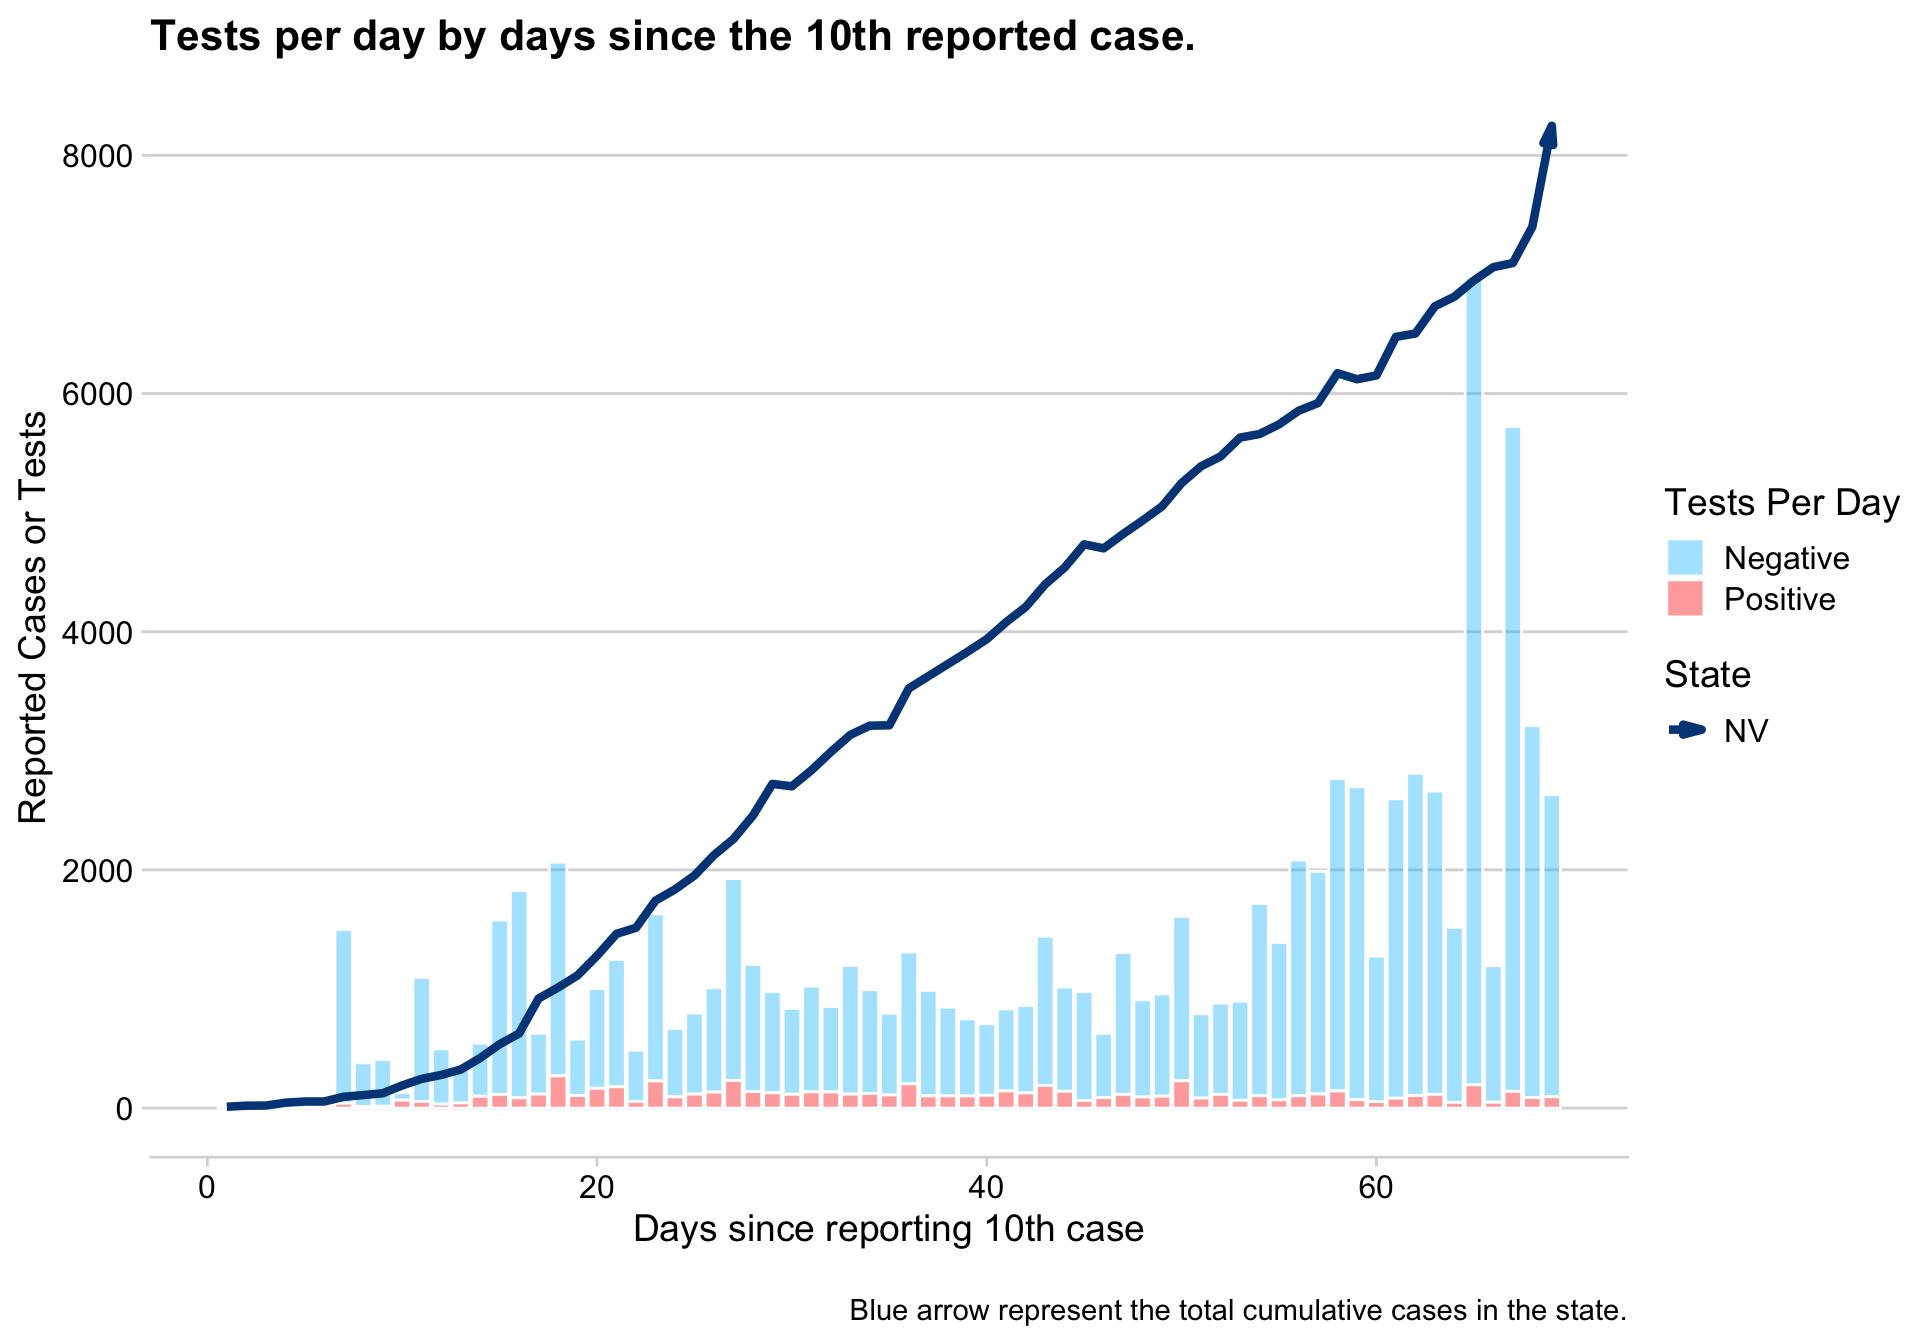 Tests per day by days since the 10th reported case.
8000
6000
4000
2000
0
Reported Cases or Tests
0 20 40 60
Days since reporting 10th case
Tests Per Day
Negative
Positive
State
NV
Blue arrow represent the total cumulative cases in the state.